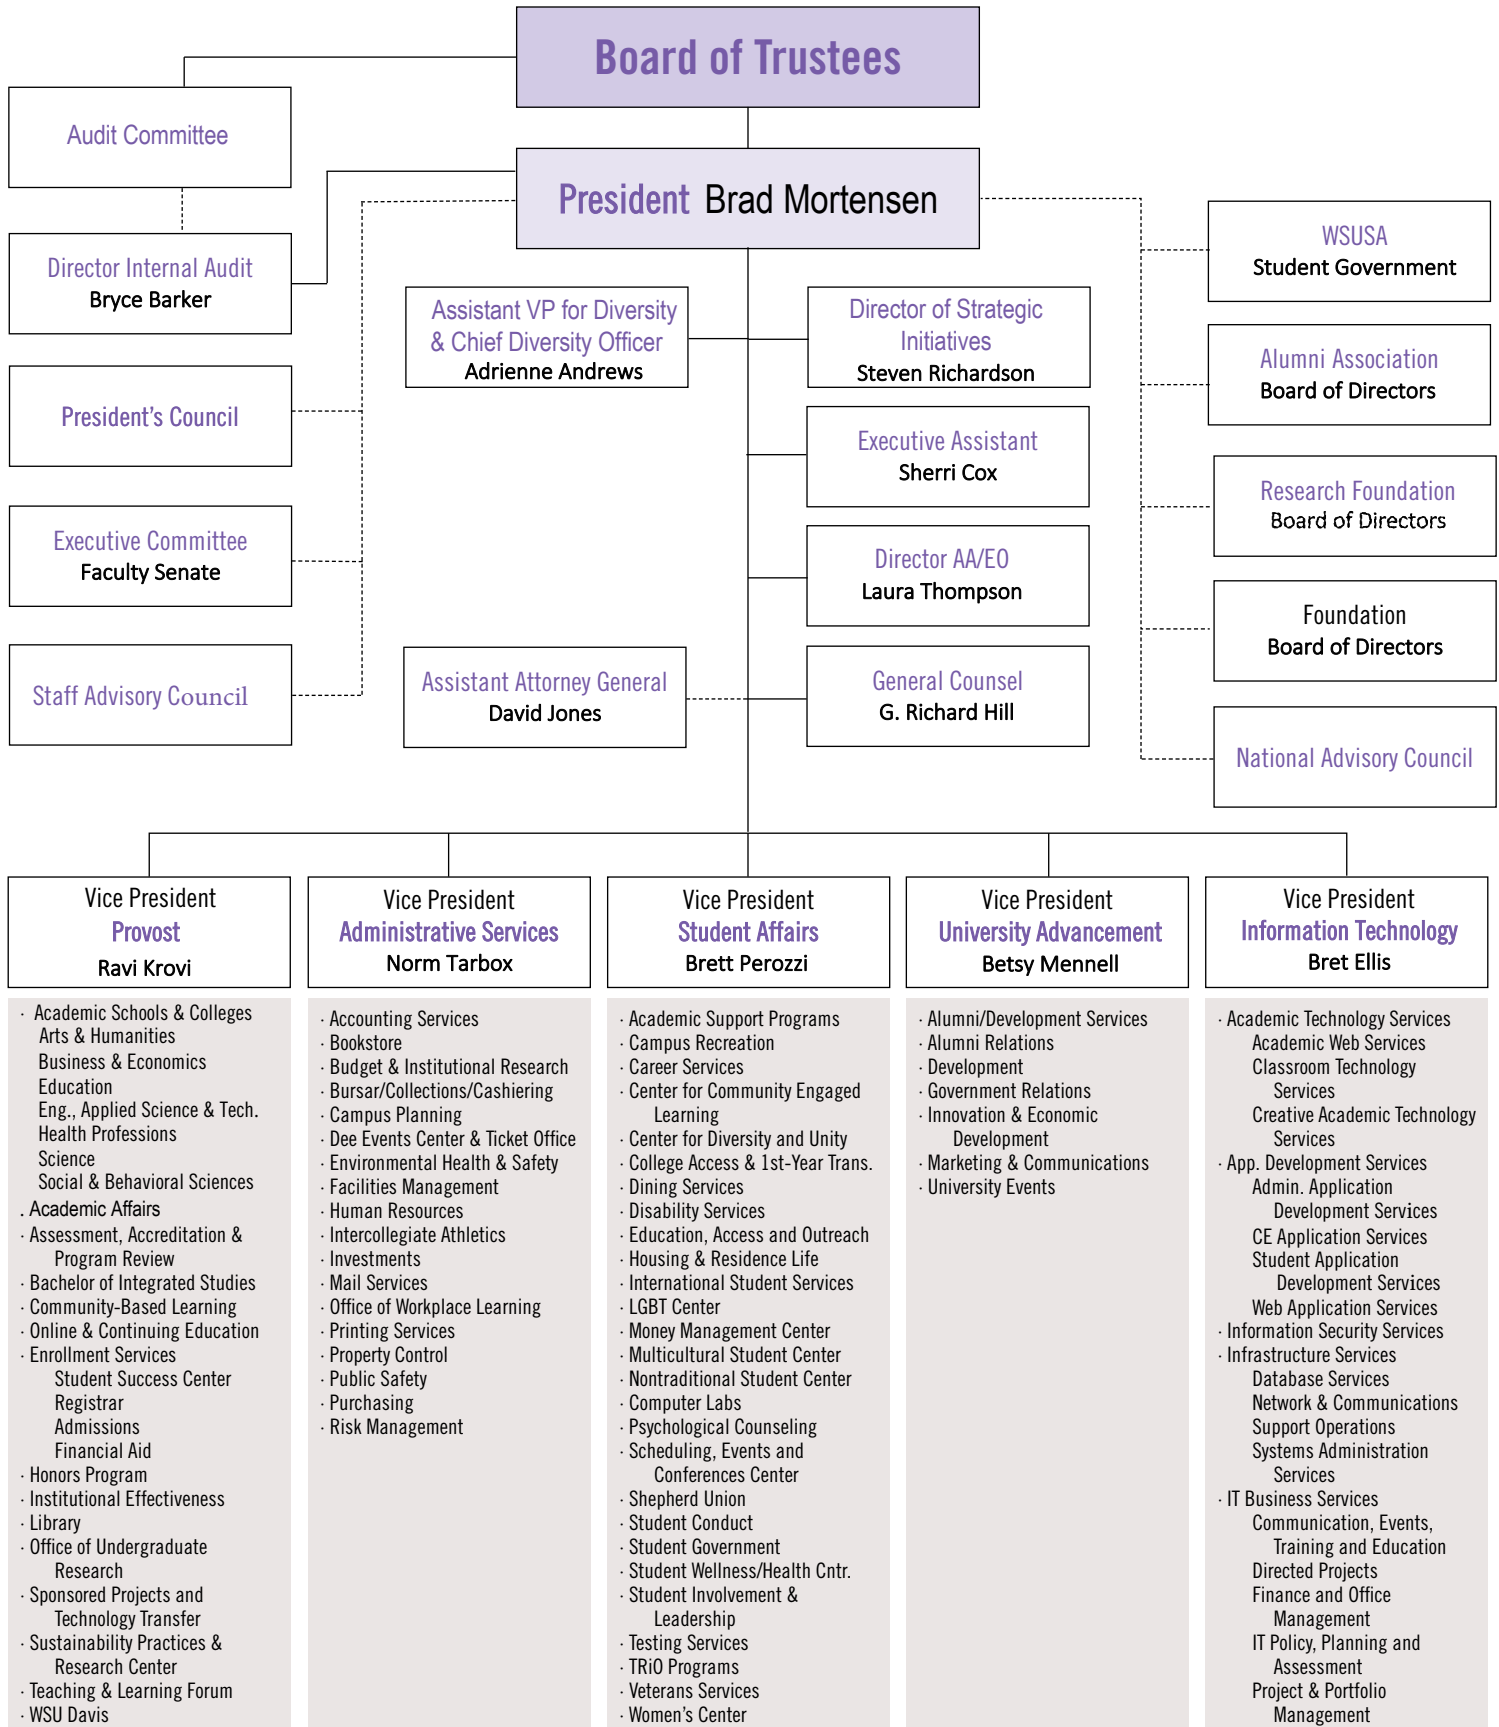 Board of Trustees
Audit Committee
President Brad Mortensen
Director Internal Audit
Bryce Barker
WSUSA
Student Government
Assistant VP for Diversity
& Chief Diversity Officer
Adrienne Andrews
Director of Strategic
Initiatives
Steven Richardson
Alumni Association
Board of Directors
President's Council
Executive Assistant
Sherri Cox
Research Foundation
Board of Directors
Executive Committee
Faculty Senate
Director AA/EO
Laura Thompson
Foundation
Board of Directors
Staff Advisory Council
Assistant Attorney General
David Jones
General Counsel
G. Richard Hill
National Advisory Council
Vice President
Provost
Ravi Krovi
· Academic Schools & Colleges
Arts & Humanities
Business & Economics
Education
Eng., Applied Science & Tech.
Health Professions
Science
Social & Behavioral Sciences
. Academic Affairs
· Assessment, Accreditation &
Program Review
· Bachelor of Integrated Studies
· Community-Based Learning
· Online & Continuing Education
· Enrollment Services
Student Success Center
Registrar
Admissions
Financial Aid
· Honors Program
· Institutional Effectiveness
· Library
· Office of Undergraduate
Research
· Sponsored Projects and
Technology Transfer
· Sustainability Practices &
Research Center
· Teaching & Learning Forum
· WSU Davis
Vice President
Administrative Services
Norm Tarbox
· Accounting Services
· Bookstore
· Budget & Institutional Research
· Bursar/Collections/Cashiering
· Campus Planning
· Dee Events Center & Ticket Office
· Environmental Health & Safety
· Facilities Management
· Human Resources
· Intercollegiate Athletics
· Investments
· Mail Services
· Office of Workplace Learning
· Printing Services
· Property Control
· Public Safety
· Purchasing
· Risk Management
Vice President
Student Affairs
Brett Perozzi
· Academic Support Programs
· Campus Recreation
· Career Services
· Center for Community Engaged
Learning
· Center for Diversity and Unity
· College Access & 1st-Year Trans.
· Dining Services
· Disability Services
· Education, Access and Outreach
· Housing & Residence Life
· International Student Services
· LGBT Center
· Money Management Center
· Multicultural Student Center
· Nontraditional Student Center
· Computer Labs
· Psychological Counseling
· Scheduling, Events and
Conferences Center
· Shepherd Union
· Student Conduct
· Student Government
· Student Wellness/Health Cntr.
· Student Involvement &
Leadership
· Testing Services
· TRiO Programs
· Veterans Services
· Women's Center
Vice President
University Advancement
Betsy Mennell
· Alumni/Development Services
· Alumni Relations
· Development
· Government Relations
· Innovation & Economic
Development
· Marketing & Communications
· University Events
Vice President
Information Technology
Bret Ellis
· Academic Technology Services
Academic Web Services
Classroom Technology
Services
Creative Academic Technology
Services
· App. Development Services
Admin. Application
Development Services
CE Application Services
Student Application
Development Services
Web Application Services
· Information Security Services
· Infrastructure Services
Database Services
Network & Communications
Support Operations
Systems Administration
Services
· IT Business Services
Communication, Events,
Training and Education
Directed Projects
Finance and Office
Management
IT Policy, Planning and
Assessment
Project & Portfolio
Management